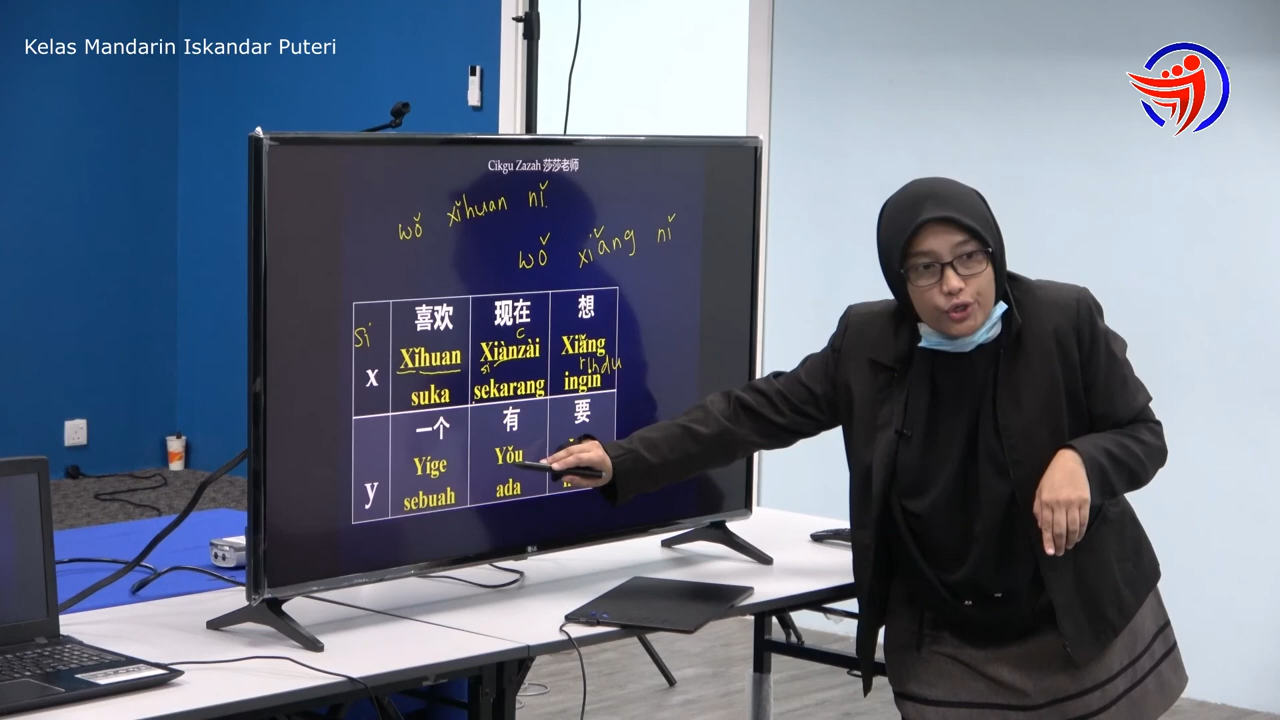 Kelas Mandarin Iskandar Puteri
Cikgu Zazah 莎莎老师
wǒ xǐhuan nǐ.
wǒ xiǎng nǐ
si
x
喜欢 现在 想
c
Xǐhuan Xiànzài Xiǎng
si rindu
suka sekarang ingin
y
一个 有 要
Yíge Yǒu
sebuah ada
LG